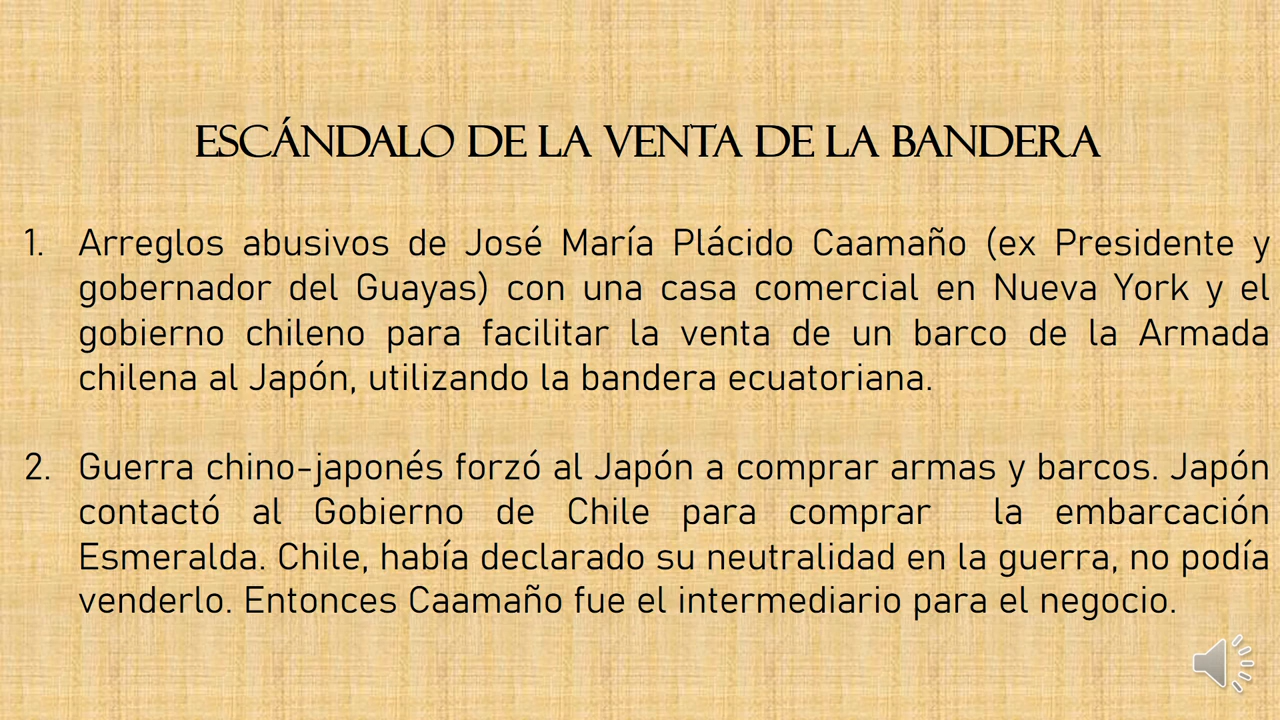 ESCÁNDALO DE LA VENTA DE LA BANDERA
1. Arreglos abusivos de José María Plácido Caamaño (ex Presidente y
gobernador del Guayas) con una casa comercial en Nueva York y el
gobierno chileno para facilitar la venta de un barco de la Armada
chilena al Japón, utilizando la bandera ecuatoriana.
2. Guerra chino-japonés forzó al Japón a comprar armas y barcos. Japón
contactó al Gobierno de Chile para comprar la embarcación
Esmeralda. Chile, había declarado su neutralidad en la guerra, no podía
venderlo. Entonces Caamaño fue el intermediario para el negocio.